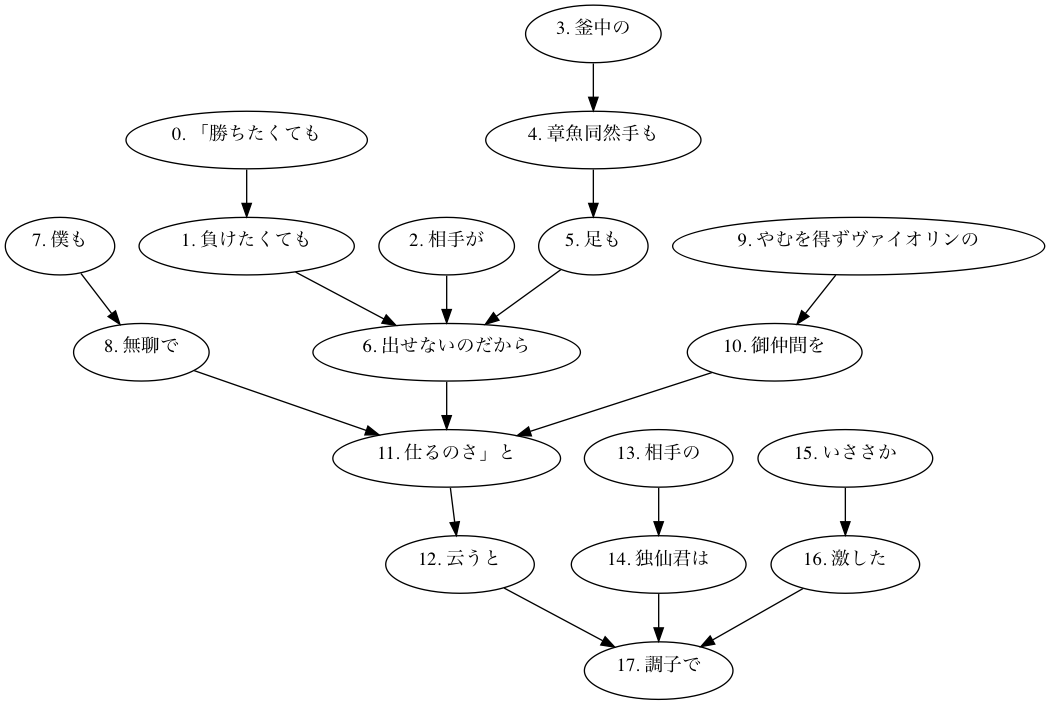 3. 釜中の
0. 「勝ちたくても
4. 章魚同然手も
7. 僕も
1. 負けたくても
2. 相手が
5. 足も
9. やむを得ずヴァイオリンの
8. 無聊で
6. 出せないのだから
10. 御仲間を
11. 仕るのさ」と
13. 相手の
15. いささか
12. 云うと
14. 独仙君は
16. 激した
17. 調子で